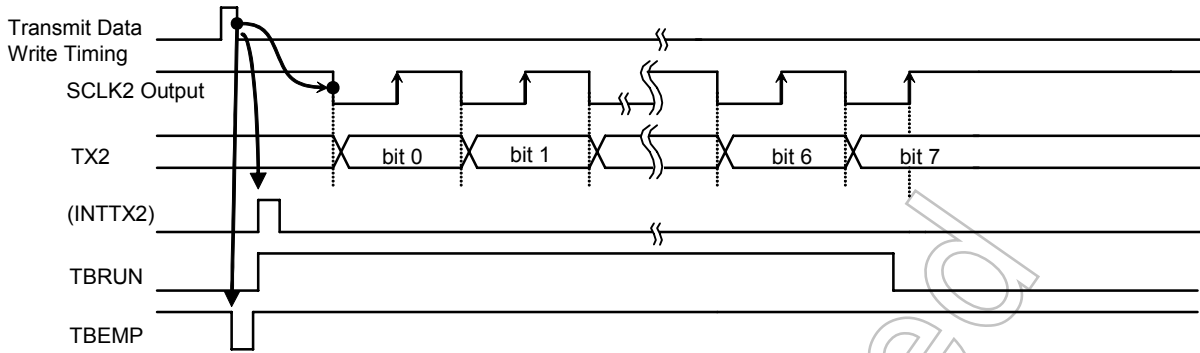 Transmit Data
Write Timing
SCLK2 Output
TX2
bit 0
bit 1
bit 6
bit 7
(INTTX2)
TBRUN
TBEMP